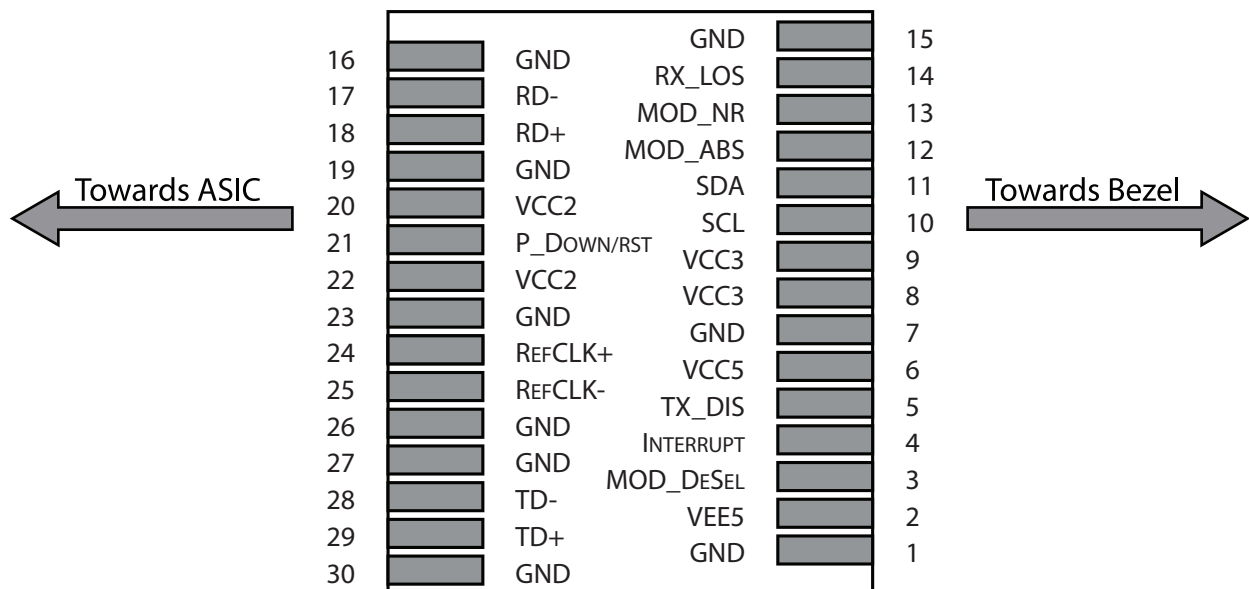 GND 15
16 GND
RX_LOS 14
17 RD-
MOD_NR 13
18 RD+
MOD_ABS 12
19 GND
SDA 11
Towards ASIC
Towards Bezel
20 VCC2
SCL 10
21 P_DOWN/RST
VCC3 9
22 VCC2
VCC3 8
23 GND
GND 7
24 REFCLK+
VCC5 6
25 REFCLK-
TX_DIS 5
26 GND
INTERRUPT 4
27 GND
MOD_DESEL 3
28 TD-
VEE5 2
29 TD+
GND 1
30 GND